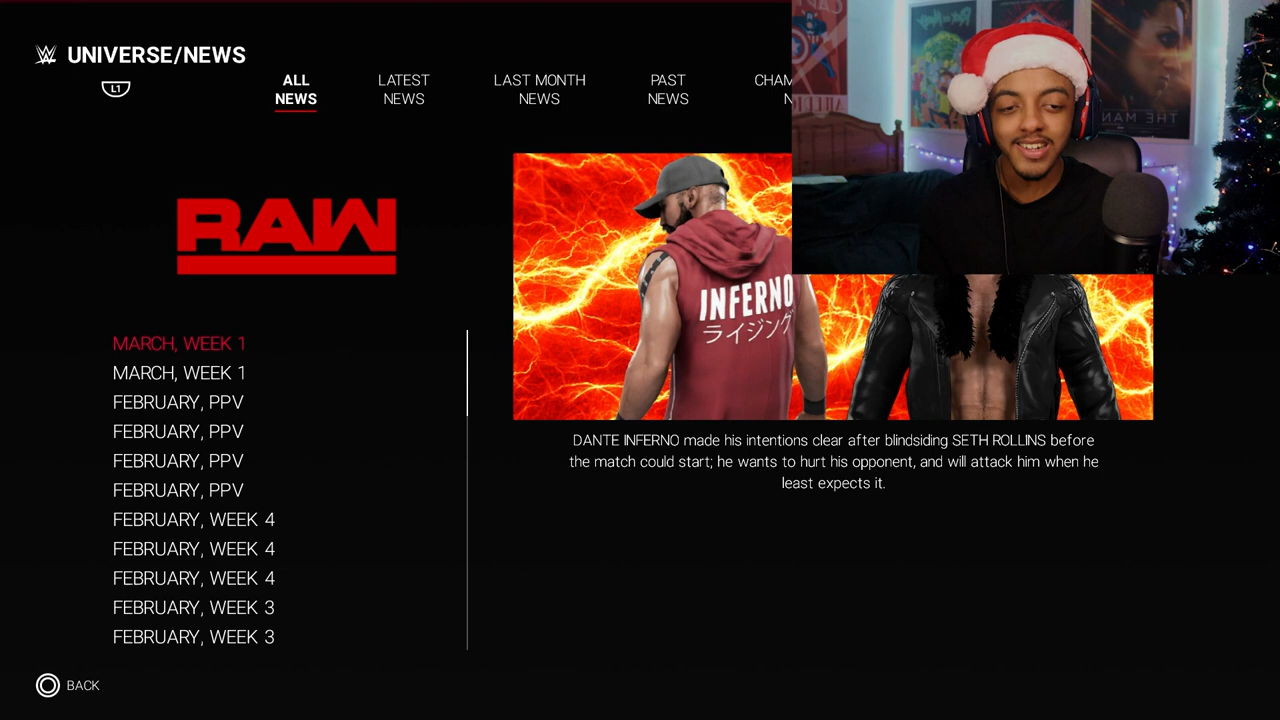 UNIVERSE/NEWS
L1
ALL
NEWS
LATEST
NEWS
LAST MONTH
NEWS
PAST
NEWS
CHAM
N
RAW
INFERNO
ライジング
THE MAN
MARCH, WEEK 1
MARCH, WEEK 1
FEBRUARY, PPV
FEBRUARY, PPV
FEBRUARY, PPV
FEBRUARY, PPV
FEBRUARY, WEEK 4
FEBRUARY, WEEK 4
FEBRUARY, WEEK 4
FEBRUARY, WEEK 3
FEBRUARY, WEEK 3
DANTE INFERNO made his intentions clear after blindsiding SETH ROLLINS before
the match could start; he wants to hurt his opponent, and will attack him when he
least expects it.
BACK